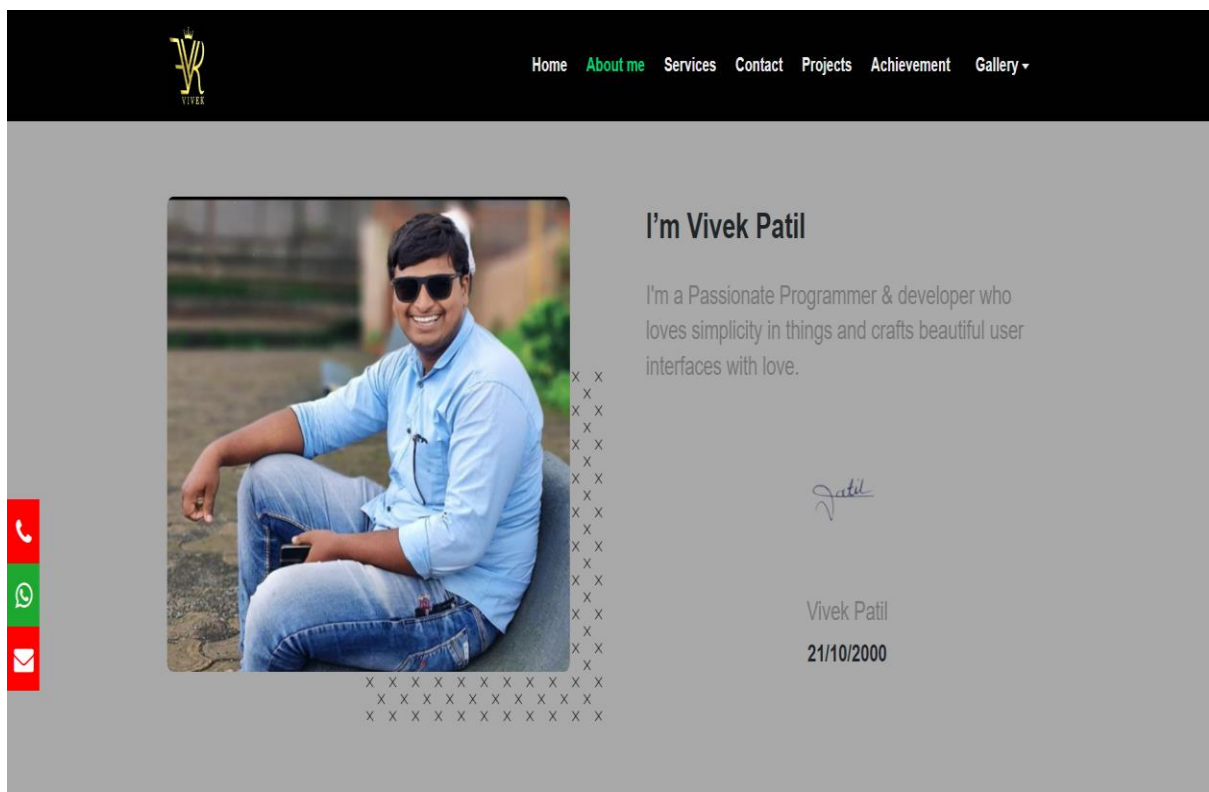 VIVEK
Home About me Services Contact Projects Achievement Gallery
I'm Vivek Patil
I'm a Passionate Programmer & developer who
loves simplicity in things and crafts beautiful user
interfaces with love.
Patil
Vivek Patil
21/10/2000